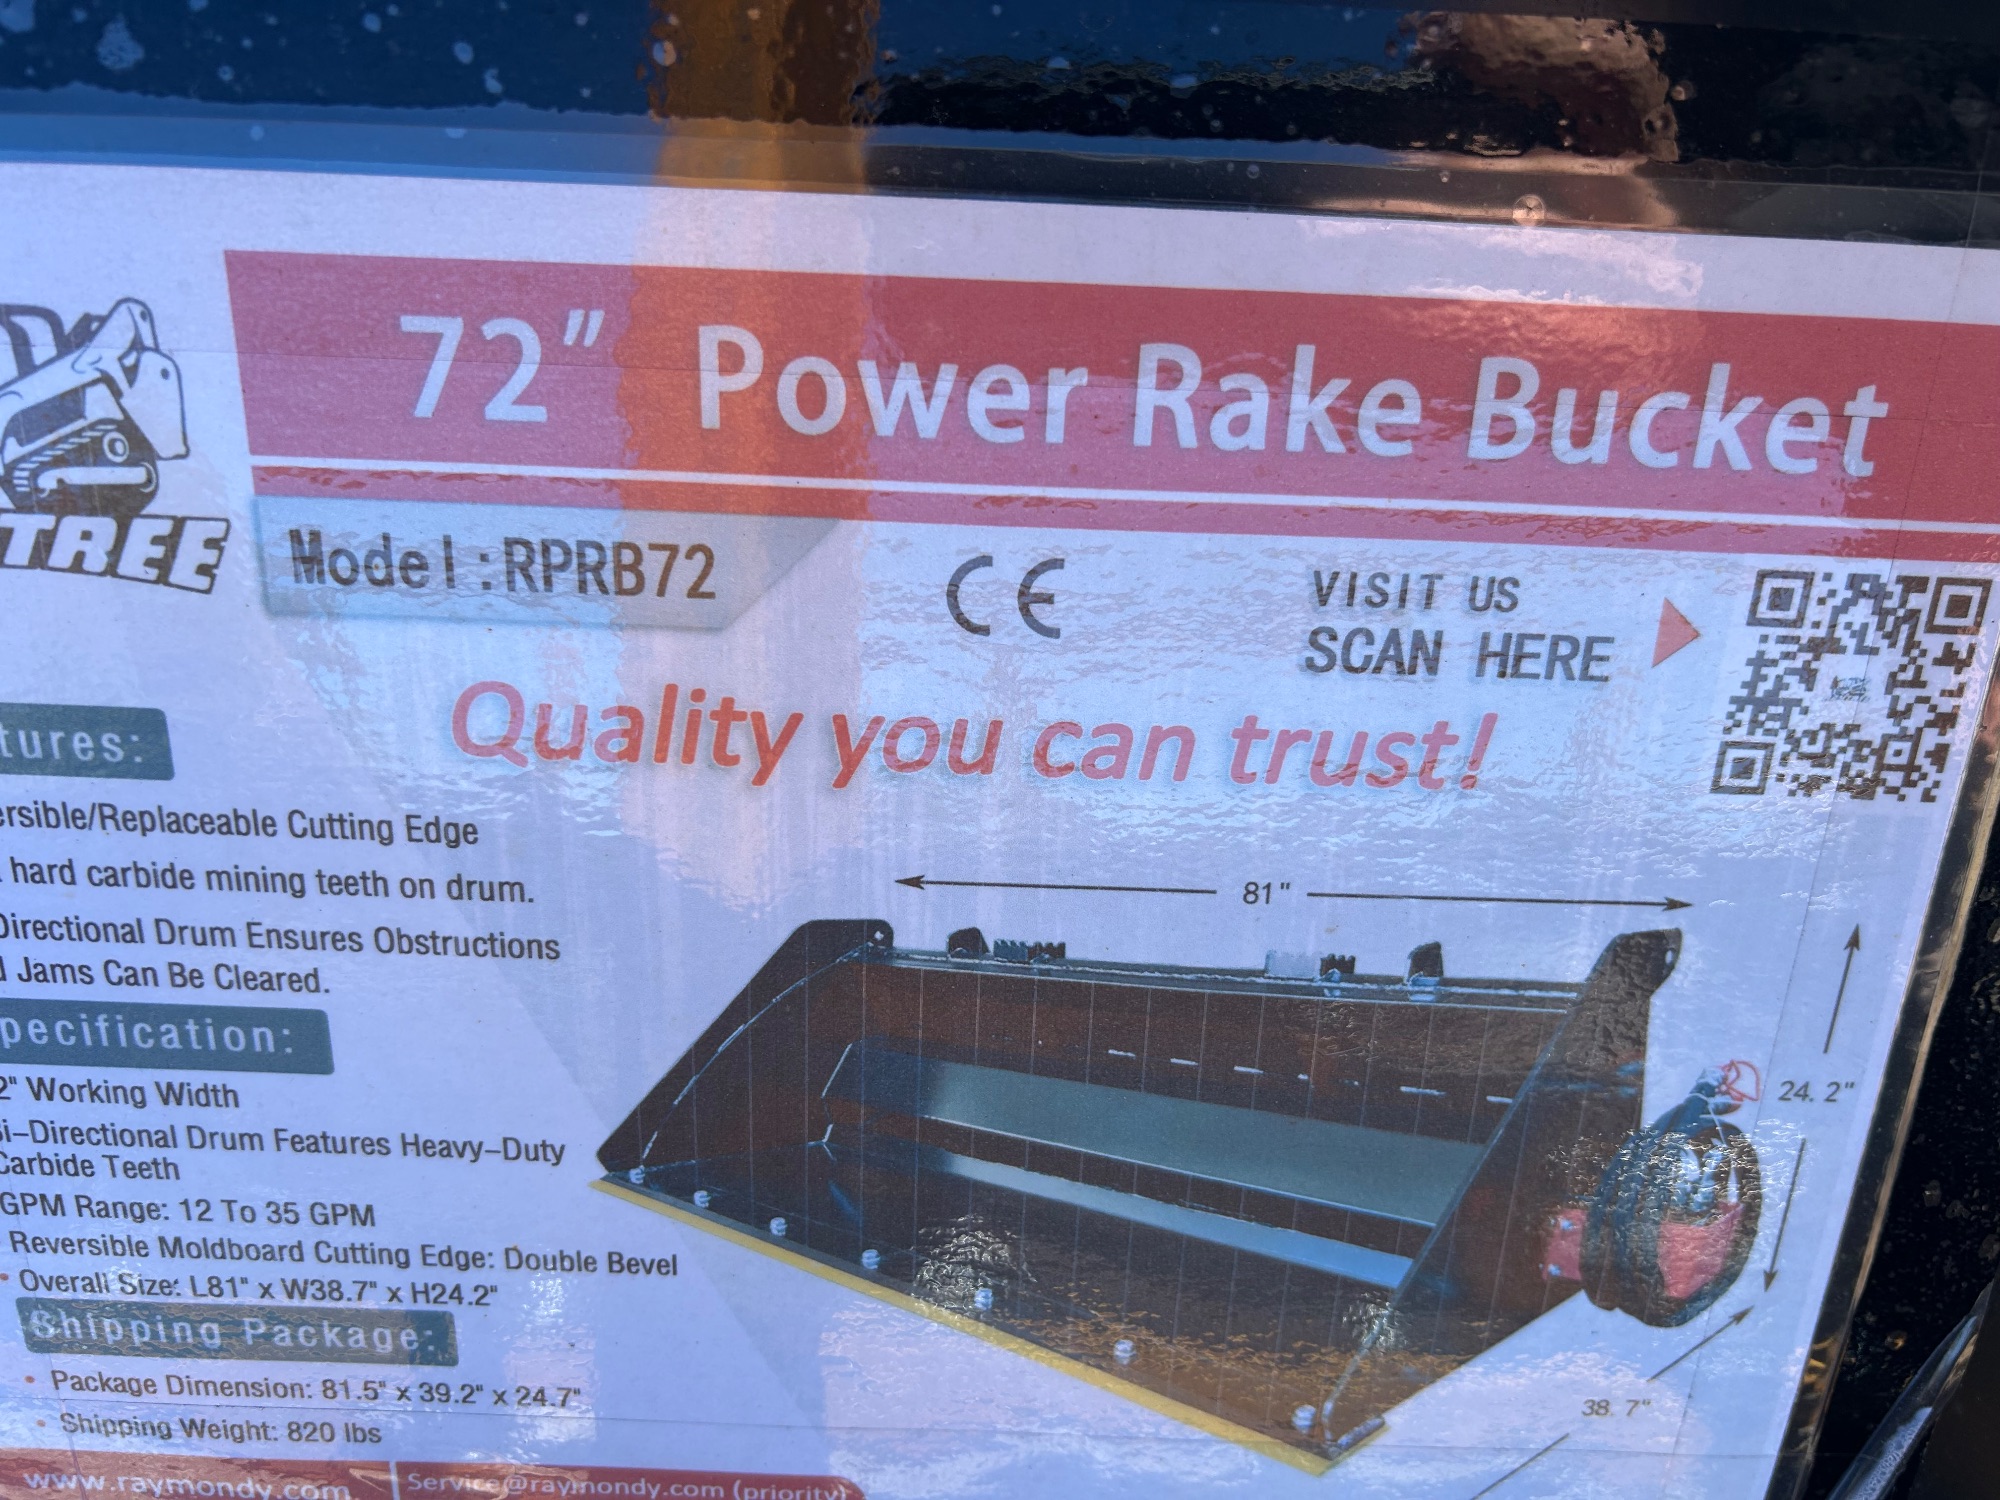 72" Power Rake Bucket
TREE
Model:RPRB72
CE
VISIT US
SCAN HERE
Quality you can trust!
tures:
ersible/Replaceable Cutting Edge
hard carbide mining teeth on drum.
Directional Drum Ensures Obstructions
d Jams Can Be Cleared.
pecification:
2" Working Width
Bi-Directional Drum Features Heavy-Duty
Carbide Teeth
GPM Range: 12 To 35 GPM
Reversible Moldboard Cutting Edge: Double Bevel
• Overall Size: L81" x W38.7" x H24.2"
Shipping Package:
• Package Dimension: 81.5" x 39.2" x 24.7"
• Shipping Weight: 820 lbs
81"
24.2"
38.7"
www.raymondy.com
Service@raymondy.com (priority)